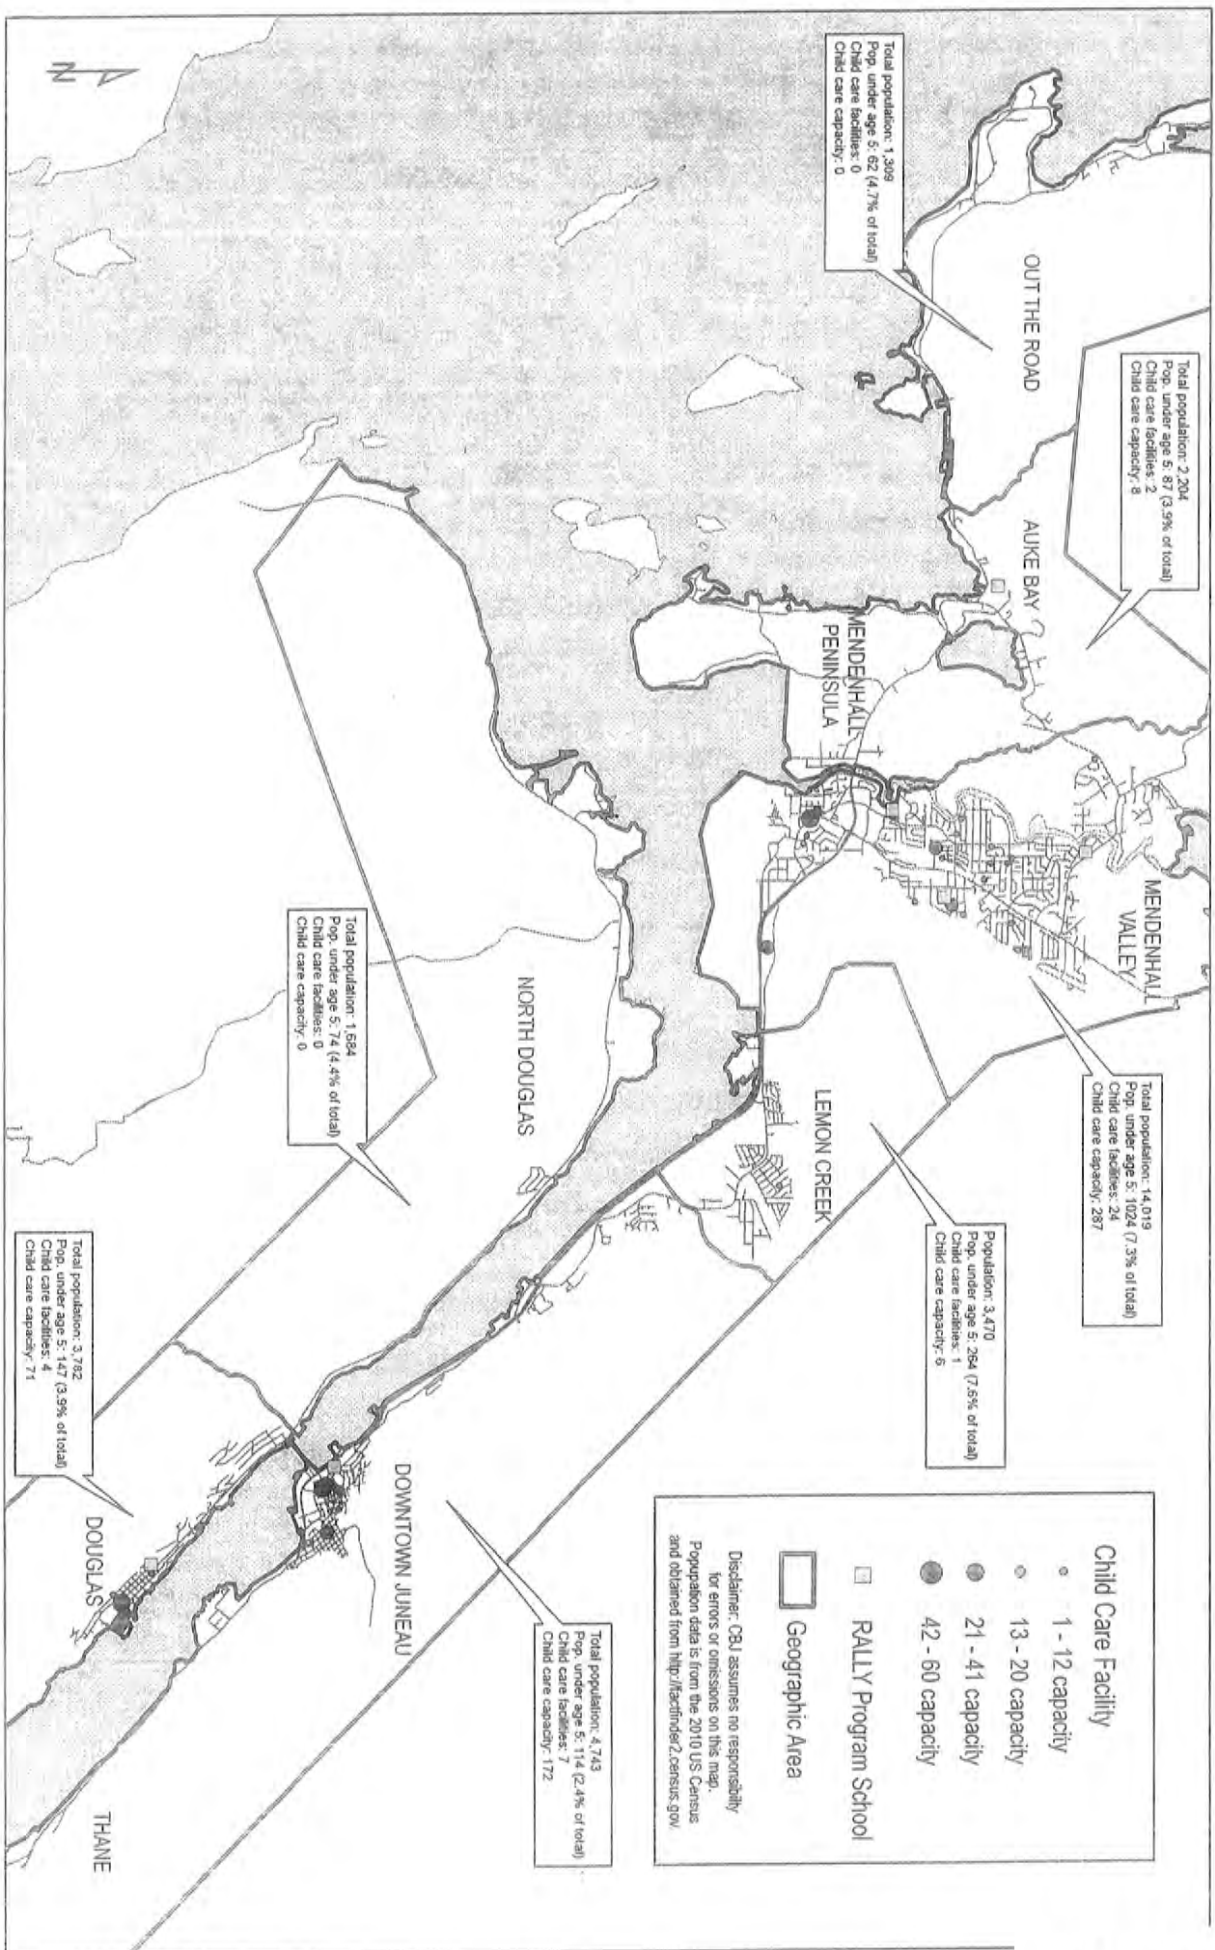 Total population: 1,309
Pop. under age 5: 62 (4.7% of total)
Child care facilities: 0
Child care capacity: 0
OUT THE ROAD
Total population: 2,204
Pop. under age 5: 87 (3.9% of total)
Child care facilities: 2
Child care capacity: 8
AUKE BAY
MENDENHALL
PENINSULA
MENDENHALL
VALLEY
Total population: 14,019
Pop. under age 5: 1024 (7.3% of total)
Child care facilities: 24
Child care capacity: 287
LEMON CREEK
Population: 3,470
Pop. under age 5: 264 (7.6% of total)
Child care facilities: 1
Child care capacity: 6
NORTH DOUGLAS
Total population: 1,684
Pop. under age 5: 74 (4.4% of total)
Child care facilities: 0
Child care capacity: 0
Total population: 3,782
Pop. under age 5: 147 (3.9% of total)
Child care facilities: 4
Child care capacity: 71
DOUGLAS
DOWNTOWN JUNEAU
Total population: 4,743
Pop. under age 5: 114 (2.4% of total)
Child care facilities: 7
Child care capacity: 172
THANE
Child Care Facility
1 - 12 capacity
13 - 20 capacity
21 - 41 capacity
42 - 60 capacity
RALLY Program School
Geographic Area
Disclaimer: CBJ assumes no responsibility
for errors or omissions on this map.
Popupation data is from the 2010 US Census
and obtained from http://factfinder2.census.gov.
N